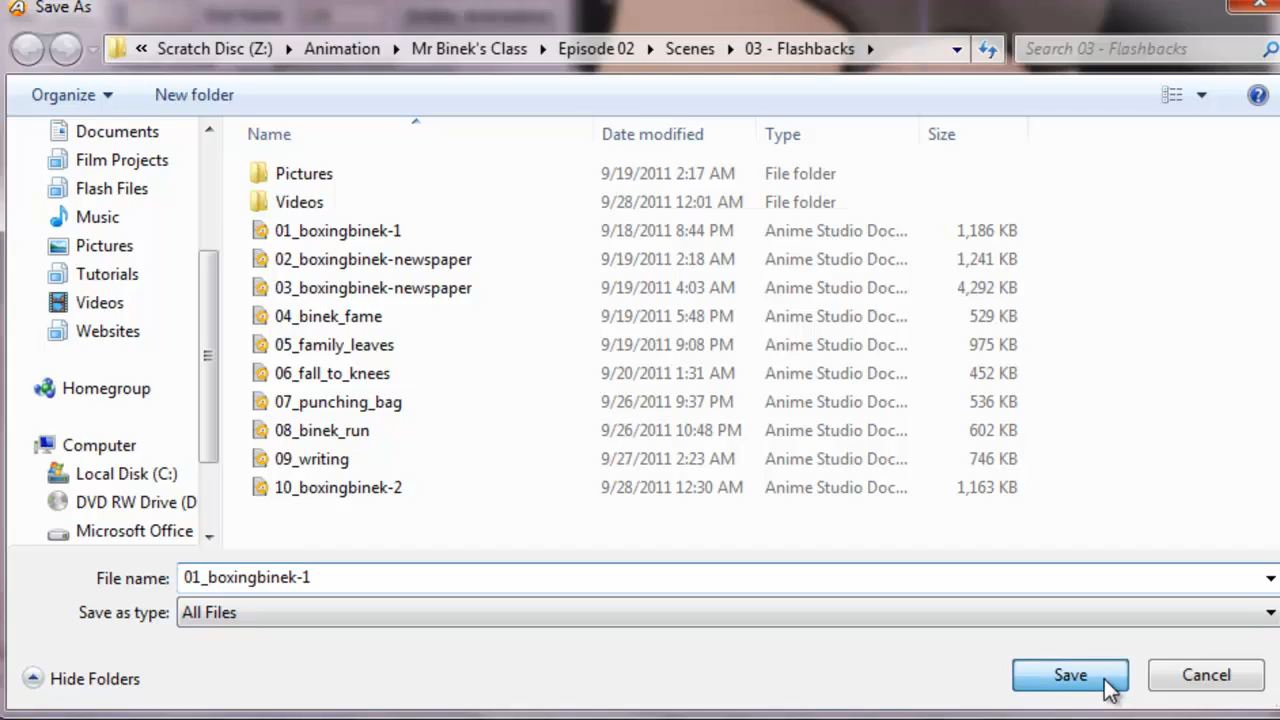 Save As
« Scratch Disc (Z:) Animation Mr Binek's Class Episode 02 Scenes 03 - Flashbacks Search 03 - Flashbacks
Organize New folder
Documents
Film Projects
Flash Files
Music
Pictures
Tutorials
Videos
Websites
Homegroup
Computer
Local Disk (C:)
DVD RW Drive (D
Microsoft Office
Name Date modified Type Size
Pictures 9/19/2011 2:17 AM File folder
Videos 9/28/2011 12:01 AM File folder
01_boxingbinek-1 9/18/2011 8:44 PM Anime Studio Doc... 1,186 KB
02_boxingbinek-newspaper 9/19/2011 2:18 AM Anime Studio Doc... 1,241 KB
03_boxingbinek-newspaper 9/19/2011 4:03 AM Anime Studio Doc... 4,292 KB
04_binek_fame 9/19/2011 5:48 PM Anime Studio Doc... 529 KB
05_family_leaves 9/19/2011 9:08 PM Anime Studio Doc... 975 KB
06_fall_to_knees 9/20/2011 1:31 AM Anime Studio Doc... 452 KB
07_punching_bag 9/26/2011 9:37 PM Anime Studio Doc... 536 KB
08_binek_run 9/26/2011 10:48 PM Anime Studio Doc... 602 KB
09_writing 9/27/2011 2:23 AM Anime Studio Doc... 746 KB
10_boxingbinek-2 9/28/2011 12:30 AM Anime Studio Doc... 1,163 KB
File name: 01_boxingbinek-1
Save as type: All Files
Hide Folders Save Cancel